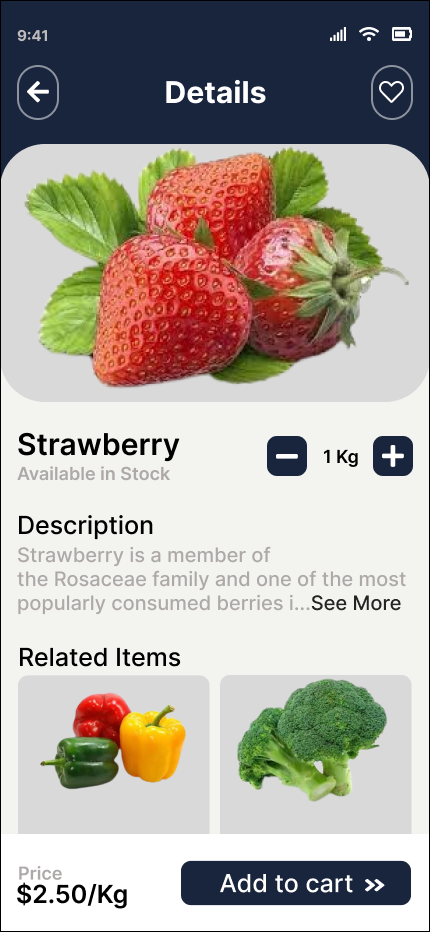 9:41
Details
Strawberry
Available in Stock
1 Kg
Description
Strawberry is a member of
the Rosaceae family and one of the most
popularly consumed berries i...See More
Related Items
Price
$2.50/Kg
Add to cart